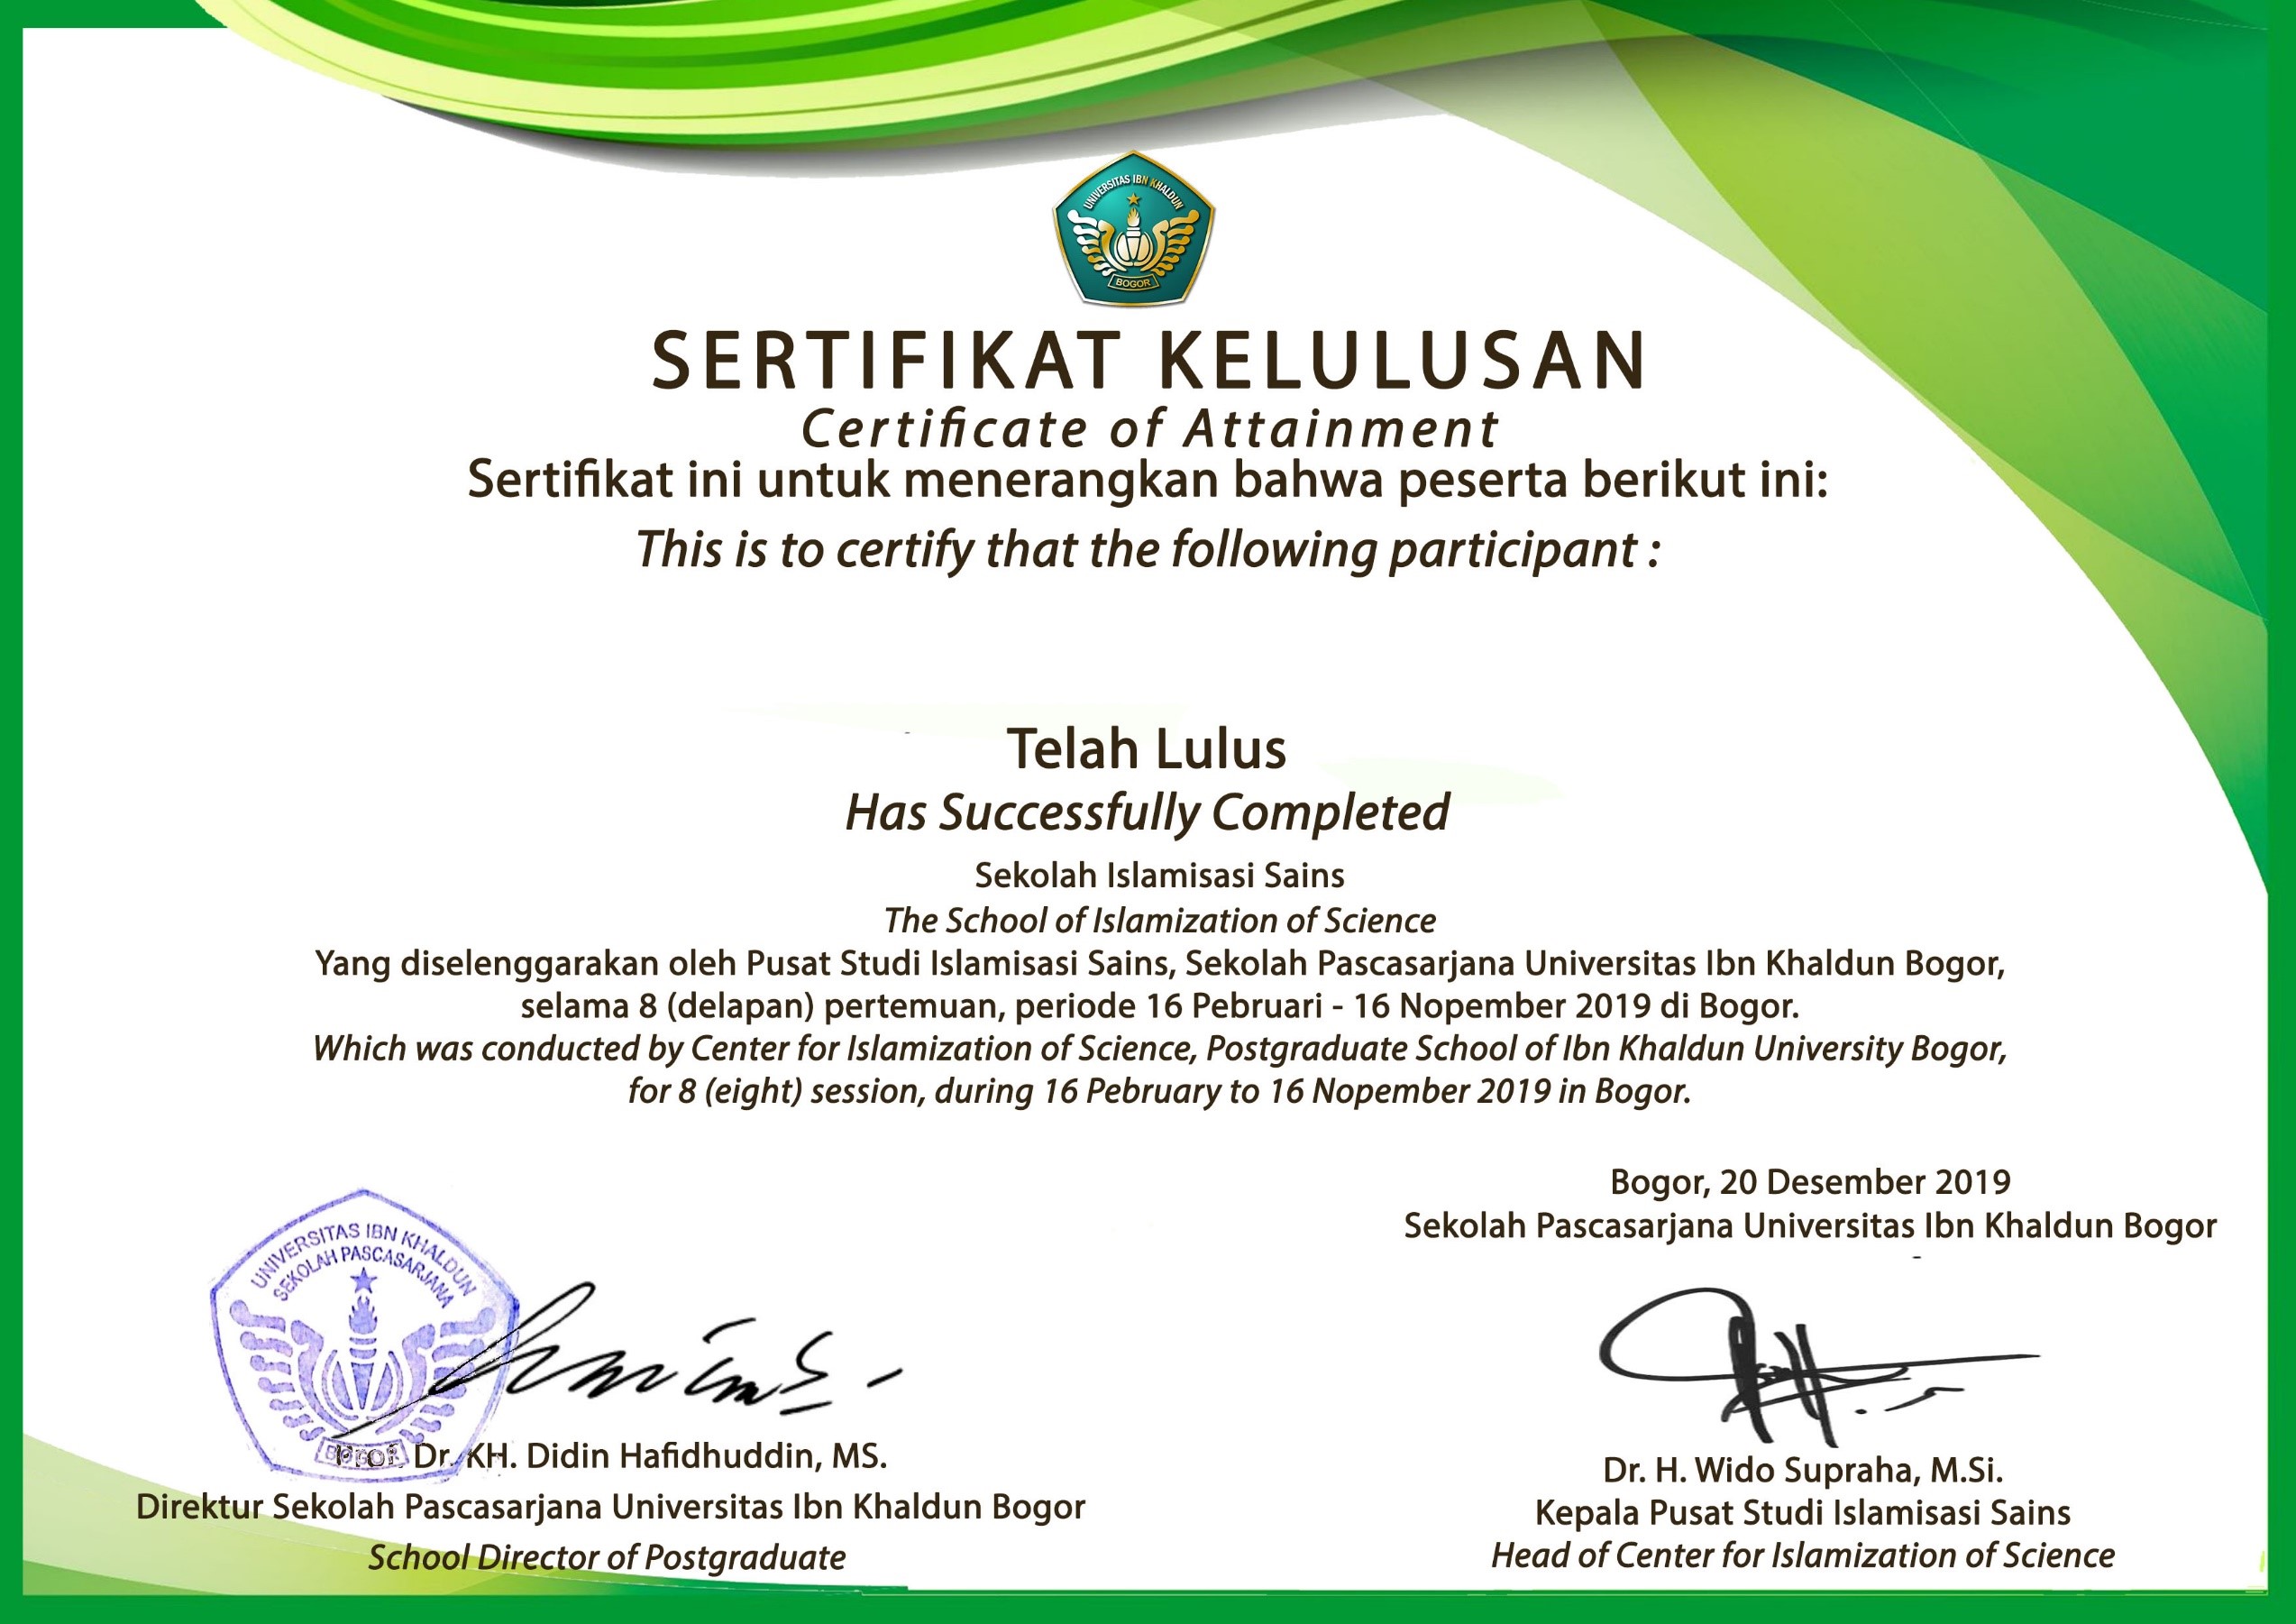 UNIVERSITAS IBN KHALDUN
BOGOR
SERTIFIKAT KELULUSAN
Certificate of Attainment
Sertifikat ini untuk menerangkan bahwa peserta berikut ini:
This is to certify that the following participant :
Telah Lulus
Has Successfully Completed
Sekolah Islamisasi Sains
The School of Islamization of Science
Yang diselenggarakan oleh Pusat Studi Islamisasi Sains, Sekolah Pascasarjana Universitas Ibn Khaldun Bogor,
selama 8 (delapan) pertemuan, periode 16 Pebruari - 16 Nopember 2019 di Bogor.
Which was conducted by Center for Islamization of Science, Postgraduate School of Ibn Khaldun University Bogor,
for 8 (eight) session, during 16 Pebruary to 16 Nopember 2019 in Bogor.
Bogor, 20 Desember 2019
Sekolah Pascasarjana Universitas Ibn Khaldun Bogor
UNIVERSITAS IBN KHALDUN
SEKOLAH PASCASARJANA
BOGOR
Dr. KH. Didin Hafidhuddin, MS.
Direktur Sekolah Pascasarjana Universitas Ibn Khaldun Bogor
School Director of Postgraduate
Dr. H. Wido Supraha, M.Si.
Kepala Pusat Studi Islamisasi Sains
Head of Center for Islamization of Science